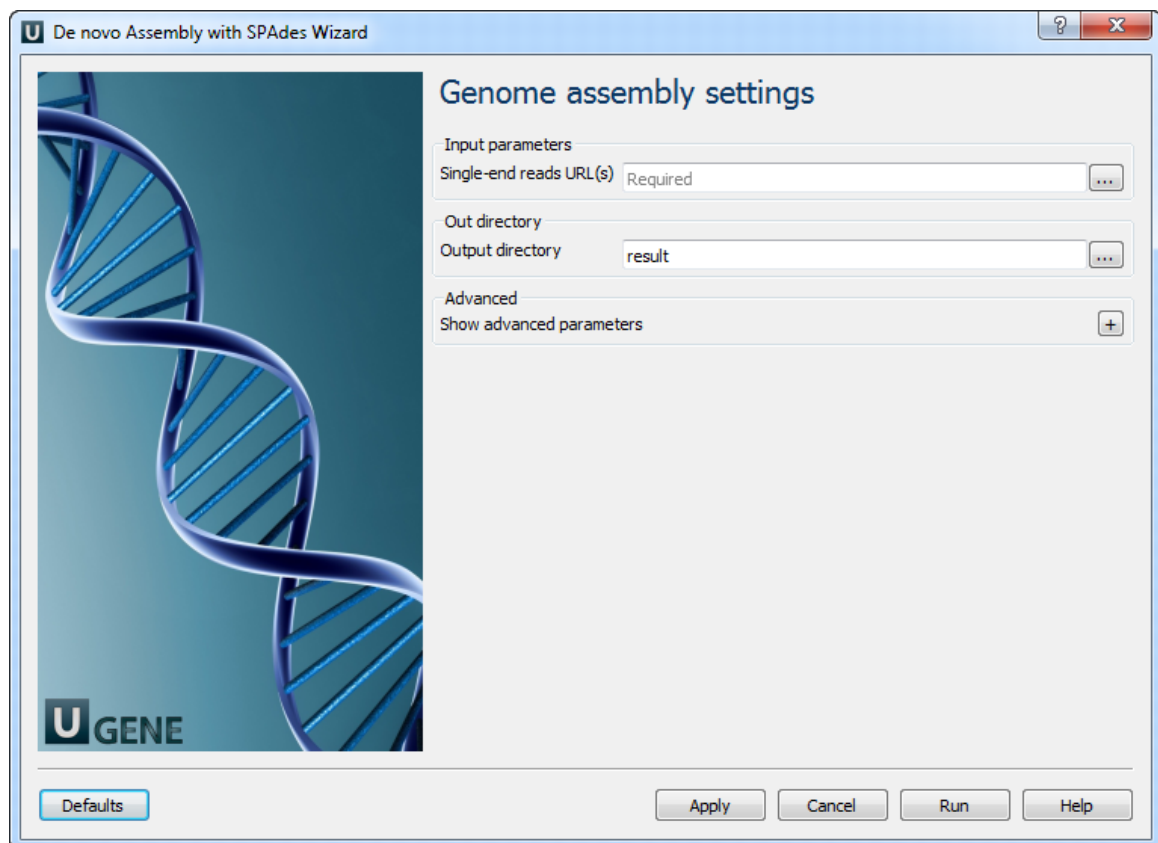 U De novo Assembly with SPAdes Wizard ? X
Genome assembly settings
Input parameters
Single-end reads URL(s) Required ...
Out directory
Output directory result ...
Advanced
Show advanced parameters +
U GENE
Defaults Apply Cancel Run Help